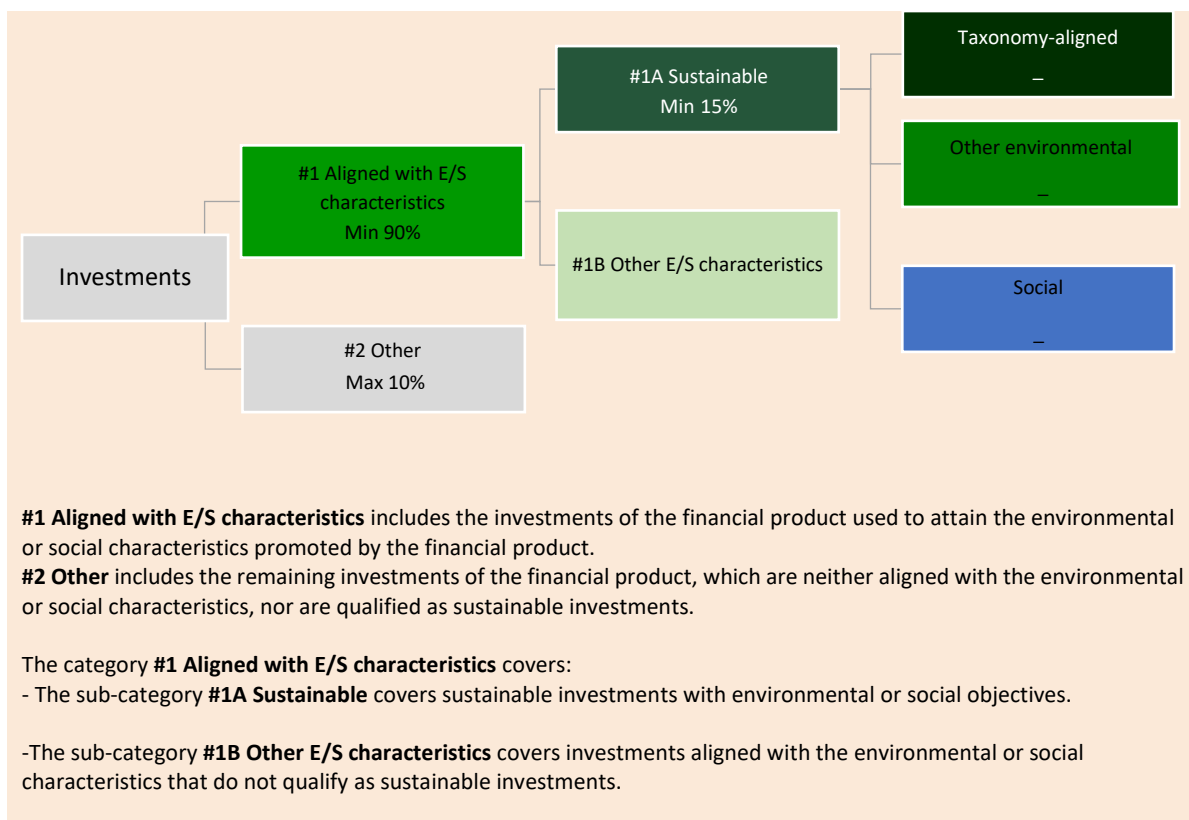 Investments
#1 Aligned with E/S
characteristics
Min 90%
#2 Other
Max 10%
#1A Sustainable
Min 15%
#1B Other E/S characteristics
Taxonomy-aligned
_
Other environmental
_
Social
_
#1 Aligned with E/S characteristics includes the investments of the financial product used to attain the environmental
or social characteristics promoted by the financial product.
#2 Other includes the remaining investments of the financial product, which are neither aligned with the environmental
or social characteristics, nor are qualified as sustainable investments.
The category #1 Aligned with E/S characteristics covers:
- The sub-category #1A Sustainable covers sustainable investments with environmental or social objectives.
-The sub-category #1B Other E/S characteristics covers investments aligned with the environmental or social
characteristics that do not qualify as sustainable investments.